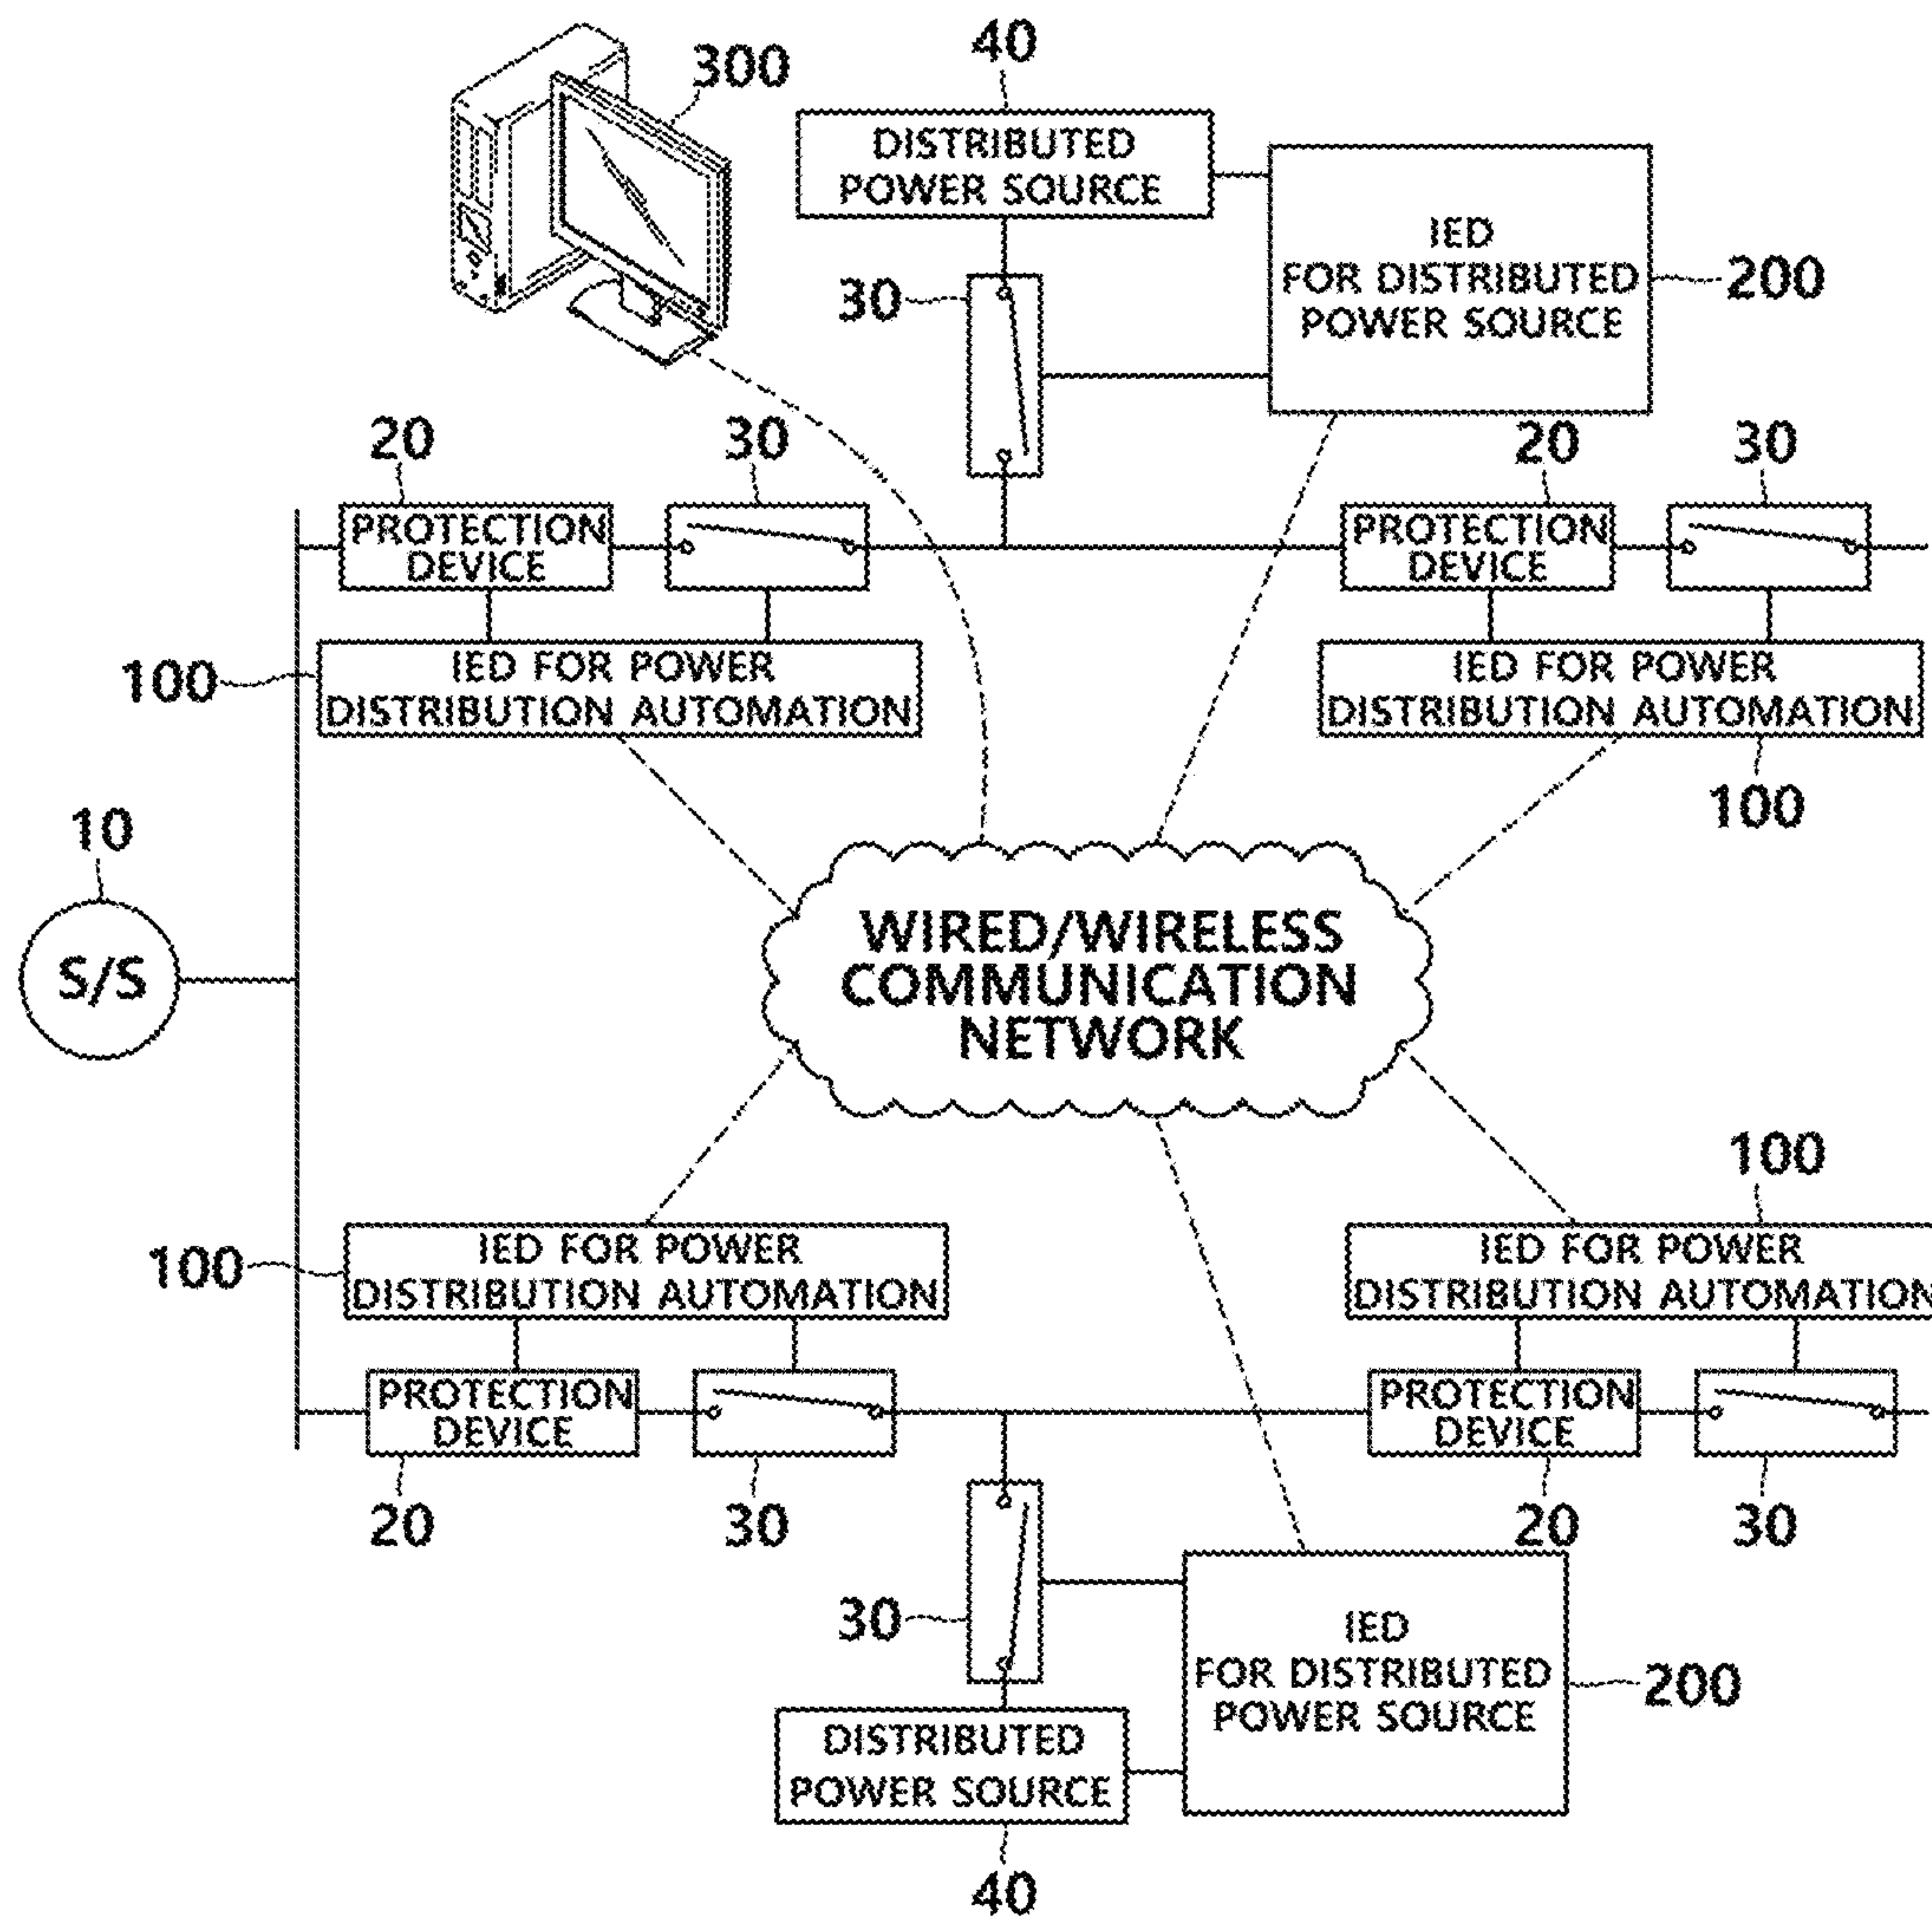 40
300
DISTRIBUTED
POWER SOURCE
IED
FOR DISTRIBUTED
POWER SOURCE
200
30
20
30
20
30
PROTECTION
DEVICE
PROTECTION
DEVICE
100
IED FOR POWER
DISTRIBUTION AUTOMATION
IED FOR POWER
DISTRIBUTION AUTOMATION
100
10
S/S
WIRED/WIRELESS
COMMUNICATION
NETWORK
100
100
IED FOR POWER
DISTRIBUTION AUTOMATION
IED FOR POWER
DISTRIBUTION AUTOMATION
PROTECTION
DEVICE
PROTECTION
DEVICE
20
30
20
30
30
IED
FOR DISTRIBUTED
POWER SOURCE
200
DISTRIBUTED
POWER SOURCE
40